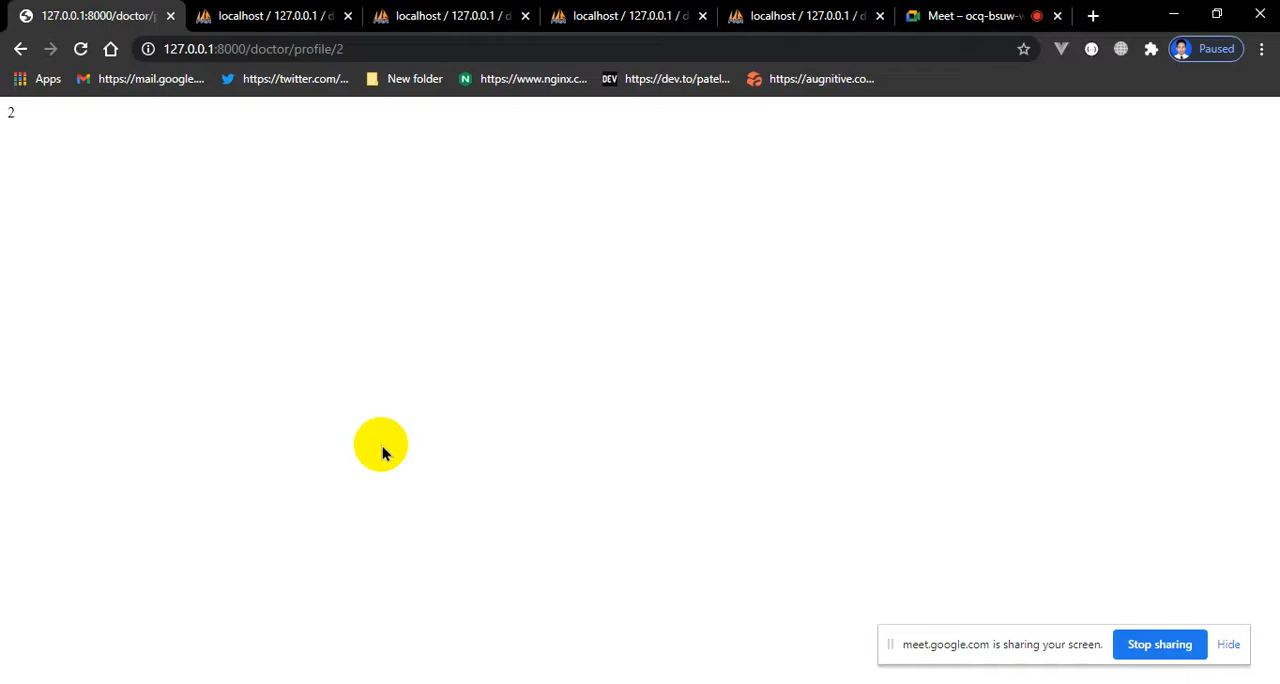 127.0.0.1:8000/doctor/
localhost / 127.0.0.1 / d
localhost / 127.0.0.1 / d
localhost / 127.0.0.1 / d
localhost / 127.0.0.1 / d
Meet – ocq-bsuw-
127.0.0.1:8000/doctor/profile/2
Paused
Apps
https://mail.google....
https://twitter.com/...
New folder
N
https://www.nginx.c...
DEV
https://dev.to/patel...
https://augnitive.co...
2
meet.google.com is sharing your screen.
Stop sharing
Hide